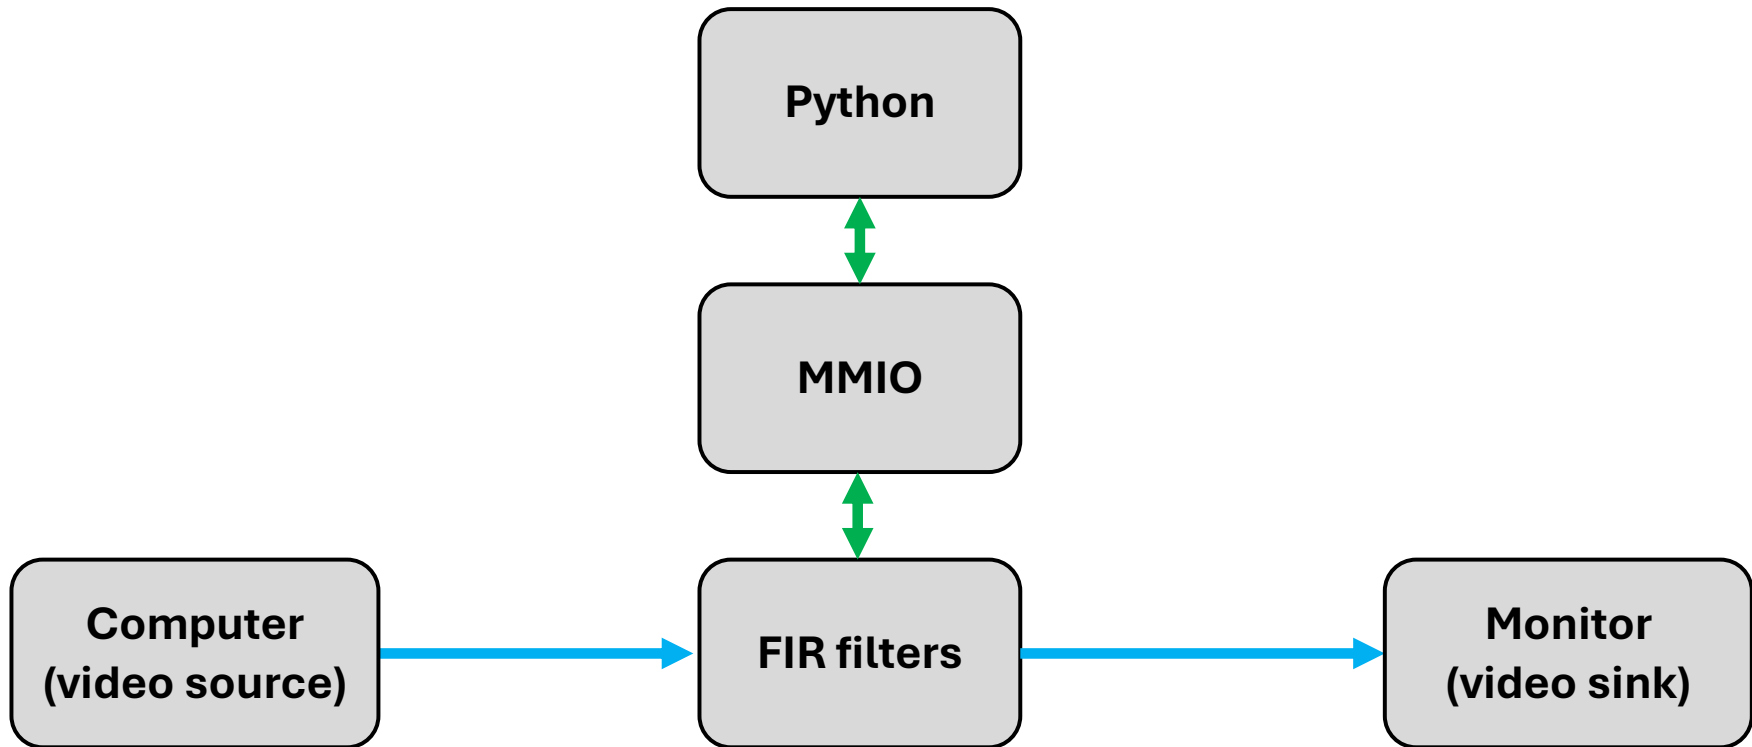 Python
MMIO
Computer
(video source)
FIR filters
Monitor
(video sink)